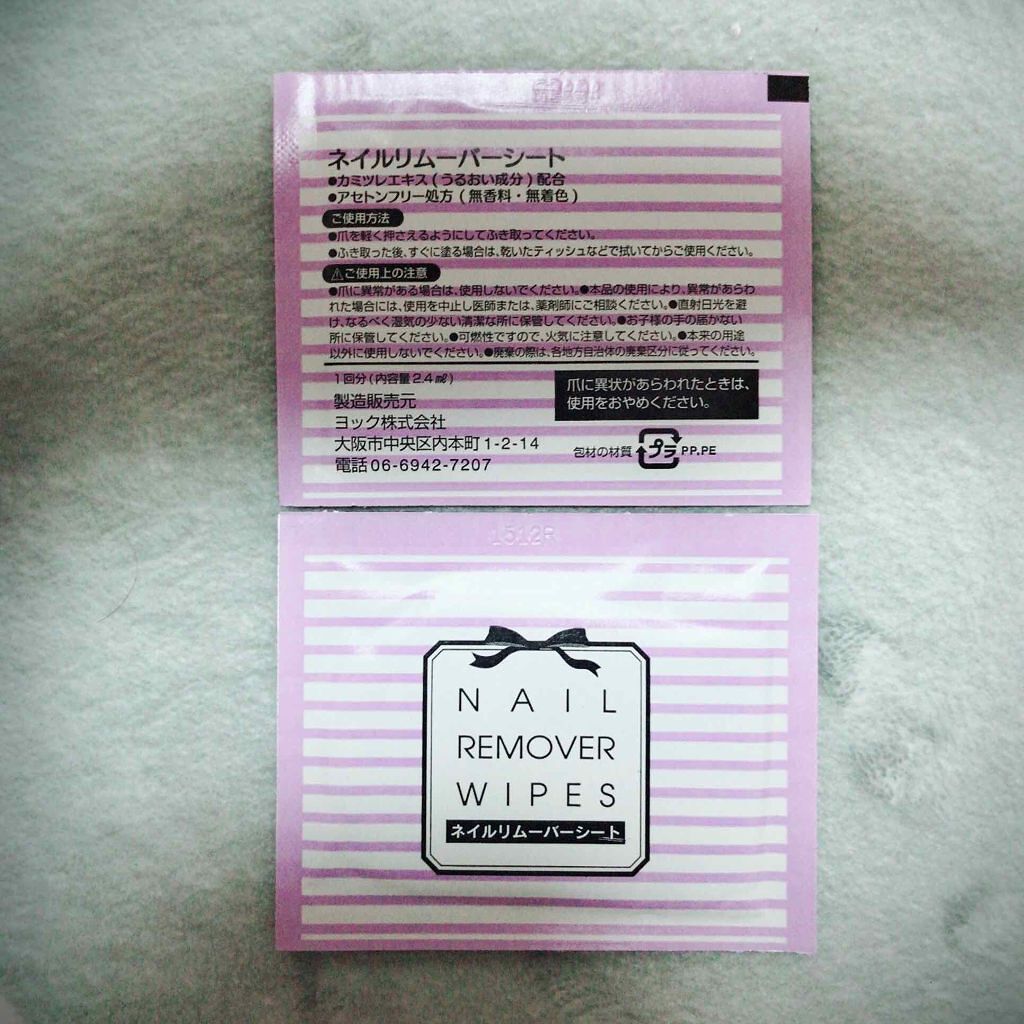 ネイルリムーバーシート
●カミツレエキス(うるおい成分)配合
●アセトンフリー処方(無香料・無着色)
ご使用方法
●爪を軽く押さえるようにしてふき取ってください。
●ふき取った後、すぐに塗る場合は、乾いたティッシュなどで拭いてからご使用ください。
⚠ご使用上の注意
●爪に異常がある場合は、使用しないでください。●本品の使用により、異常があらわ
れた場合には、使用を中止し医師または、薬剤師にご相談ください。●直射日光を避
け、なるべく湿気の少ない清潔な所に保管してください。●お子様の手の届かない
所に保管してください。●可燃性ですので、火気に注意してください。●本来の用途
以外に使用しないでください。●廃棄の際は、各地方自治体の廃棄区分に従ってください。
1回分(内容量2.4㎖)
爪に異状があらわれたときは、
使用をおやめください。
製造販売元
ヨック株式会社
大阪市中央区内本町1-2-14
電話06-6942-7207
包材の材質 プラ PP,PE
1512R
NAIL
REMOVER
WIPES
ネイルリムーバーシート